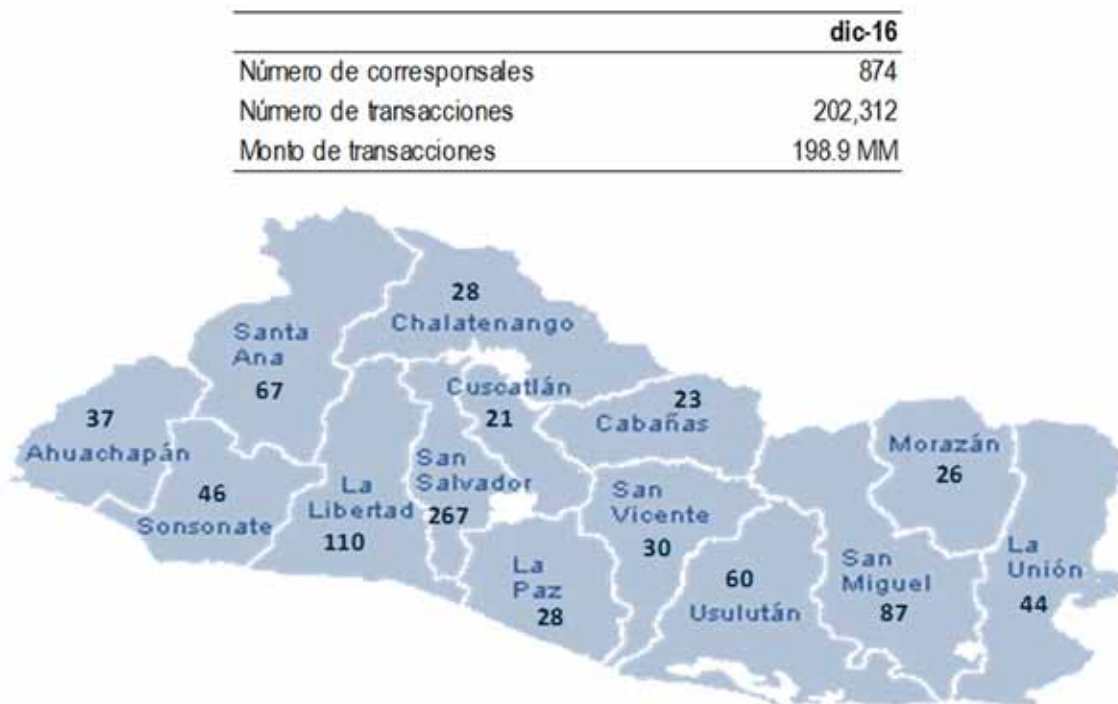 dic-16
Número de corresponsales 874
Número de transacciones 202,312
Monto de transacciones 198.9 MM
28
Chalatenango
Santa
Ana
67
Cuscatlán
21
23
Cabañas
37
Ahuachapán
Morazán
26
46
Sonsonate
La
Libertad
110
San
Salvador
267
San
Vicente
30
La
Paz
28
60
Usulután
San
Miguel
87
La
Unión
44